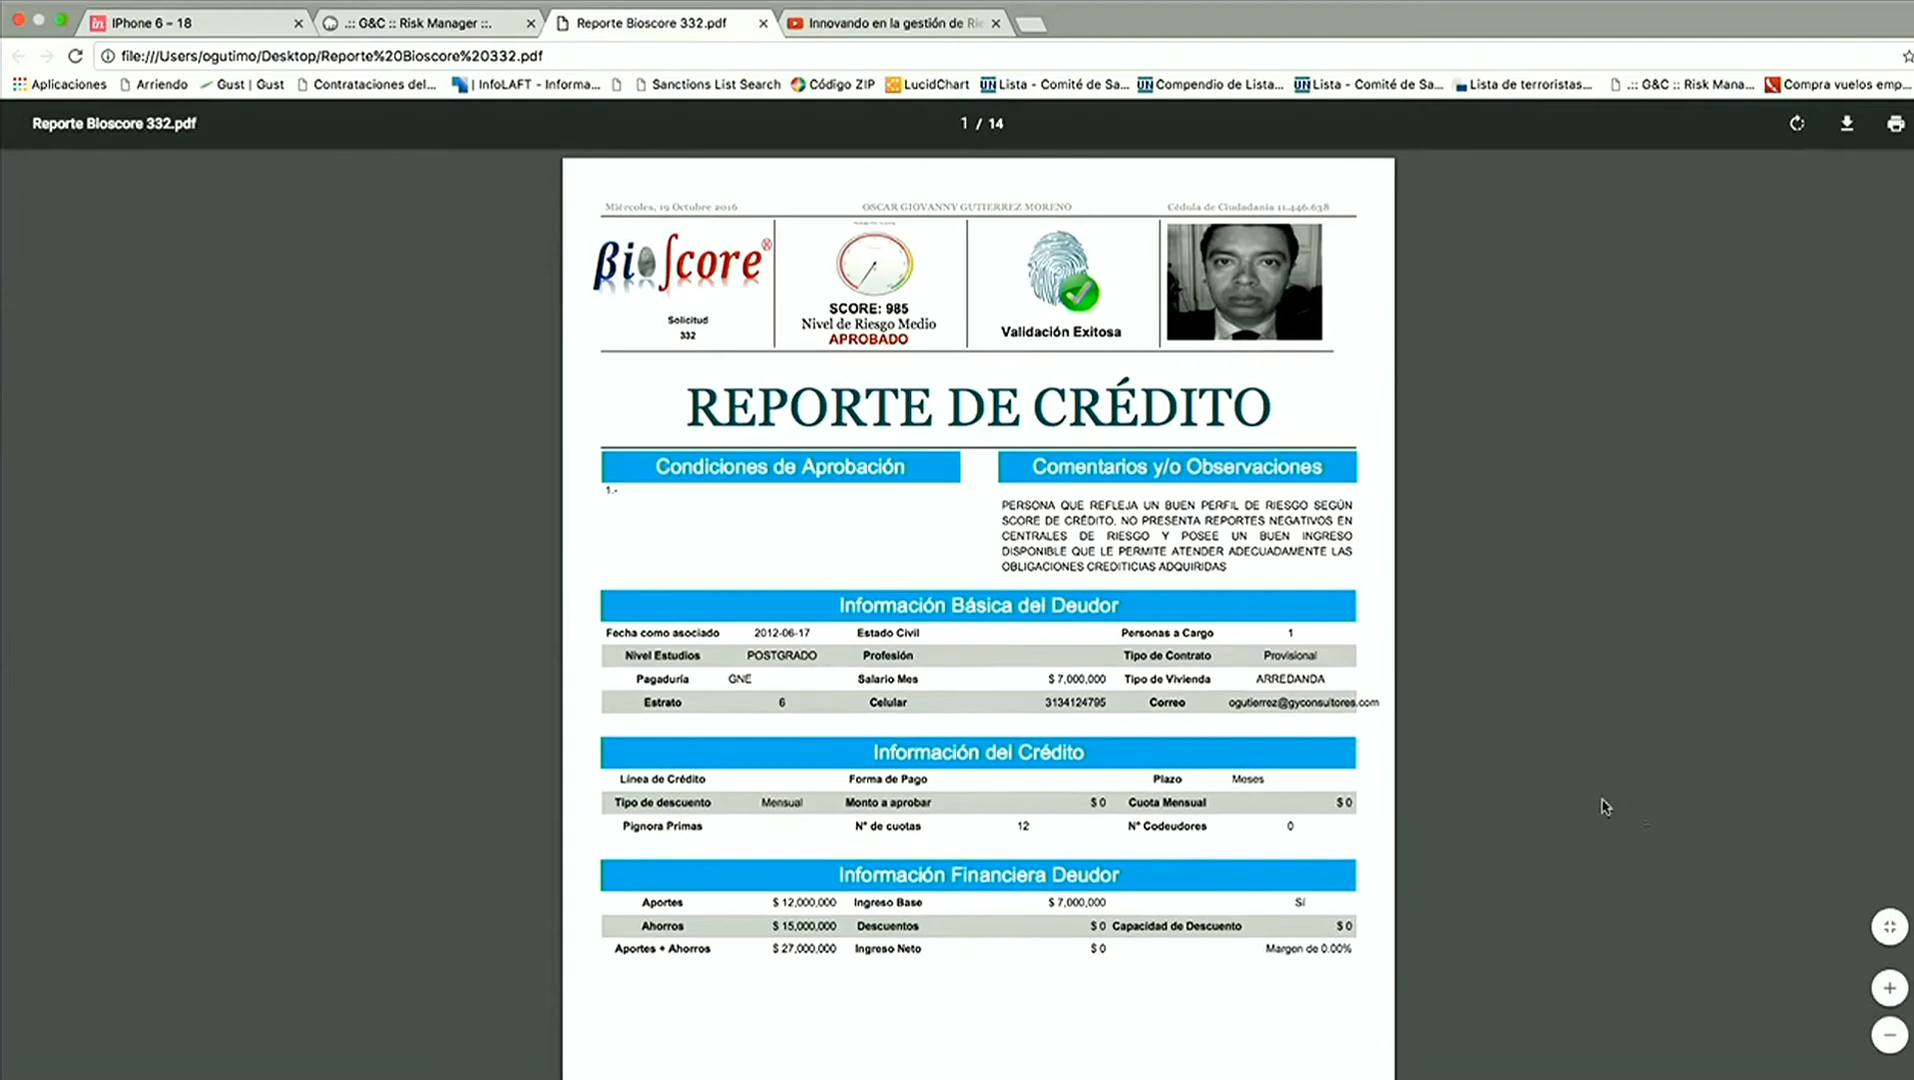 IPhone 6 – 18
.:: G&C :: Risk Manager ::.
Reporte Bioscore 332.pdf
Innovando en la gestión de Rie
file:///Users/ogutimo/Desktop/Reporte%20Bioscore%20332.pdf
Aplicaciones
Arriendo
Gust | Gust
Contrataciones del...
| InfoLAFT - Informa...
Sanctions List Search
Código ZIP
LucidChart
Lista - Comité de Sa...
Compendio de Lista...
Lista - Comité de Sa...
Lista de terroristas...
.:: G&C :: Risk Mana...
Compra vuelos emp...
Reporte Bioscore 332.pdf
1 / 14
Miércoles, 19 Octubre 2016 OSCAR GIOVANNY GUTIERREZ MORENO Cédula de Ciudadania 11.446.638
βioScore®
Solicitud
332
SCORE: 985
Nivel de Riesgo Medio
APROBADO
Validación Exitosa
REPORTE DE CRÉDITO
Condiciones de Aprobación
1.-
Comentarios y/o Observaciones
PERSONA QUE REFLEJA UN BUEN PERFIL DE RIESGO SEGÚN
SCORE DE CRÉDITO, NO PRESENTA REPORTES NEGATIVOS EN
CENTRALES DE RIESGO Y POSEE UN BUEN INGRESO
DISPONIBLE QUE LE PERMITE ATENDER ADECUADAMENTE LAS
OBLIGACIONES CREDITICIAS ADQUIRIDAS
Información Básica del Deudor
Fecha como asociado 2012-06-17 Estado Civil Personas a Cargo 1
Nivel Estudios POSTGRADO Profesión Tipo de Contrato Provisional
Pagaduría GNE Salario Mes $ 7,000,000 Tipo de Vivienda ARREDANDA
Estrato 6 Celular 3134124795 Correo ogutierrez@gyconsultores.com
Información del Crédito
Línea de Crédito Forma de Pago Plazo Meses
Tipo de descuento Mensual Monto a aprobar $ 0 Cuota Mensual $ 0
Pignora Primas N° de cuotas 12 N° Codeudores 0
Información Financiera Deudor
Aportes $ 12,000,000 Ingreso Base $ 7,000,000 Sí
Ahorros $ 15,000,000 Descuentos $ 0 Capacidad de Descuento $ 0
Aportes + Ahorros $ 27,000,000 Ingreso Neto $ 0 Margen de 0.00%